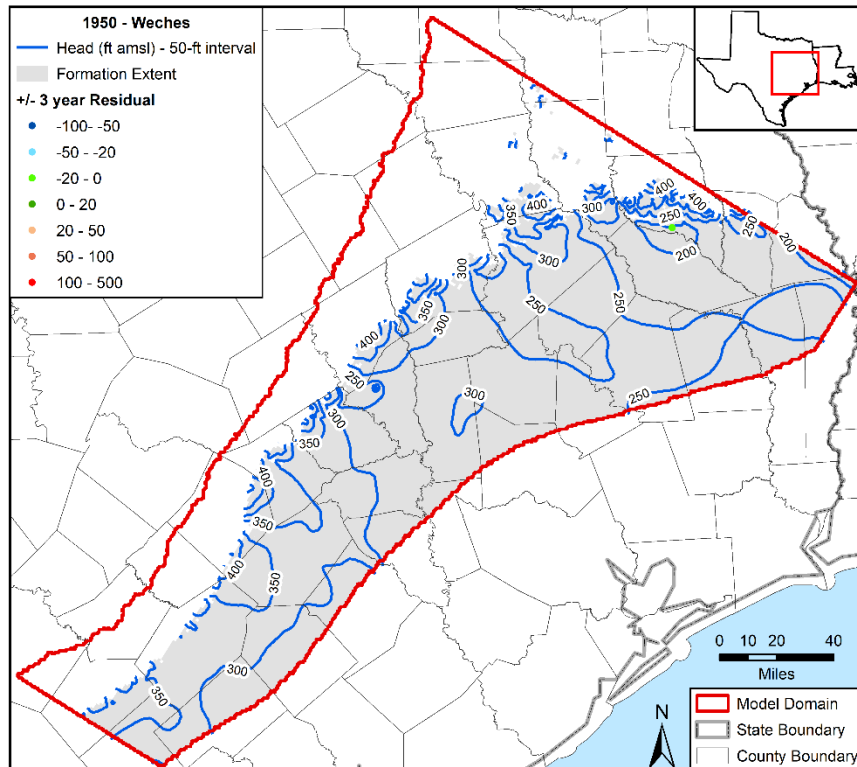 1950 - Weches
Head (ft amsl) - 50-ft interval
Formation Extent
+/- 3 year Residual
-100- -50
-50 - -20
-20 - 0
0 - 20
20 - 50
50 - 100
100 - 500
400
400
350
400
300
250
250
200
200
300
300
250
250
350
400
300
250
300
250
300
350
400
350
400
350
350
300
0 10 20 40
Miles
N
Model Domain
State Boundary
County Boundary